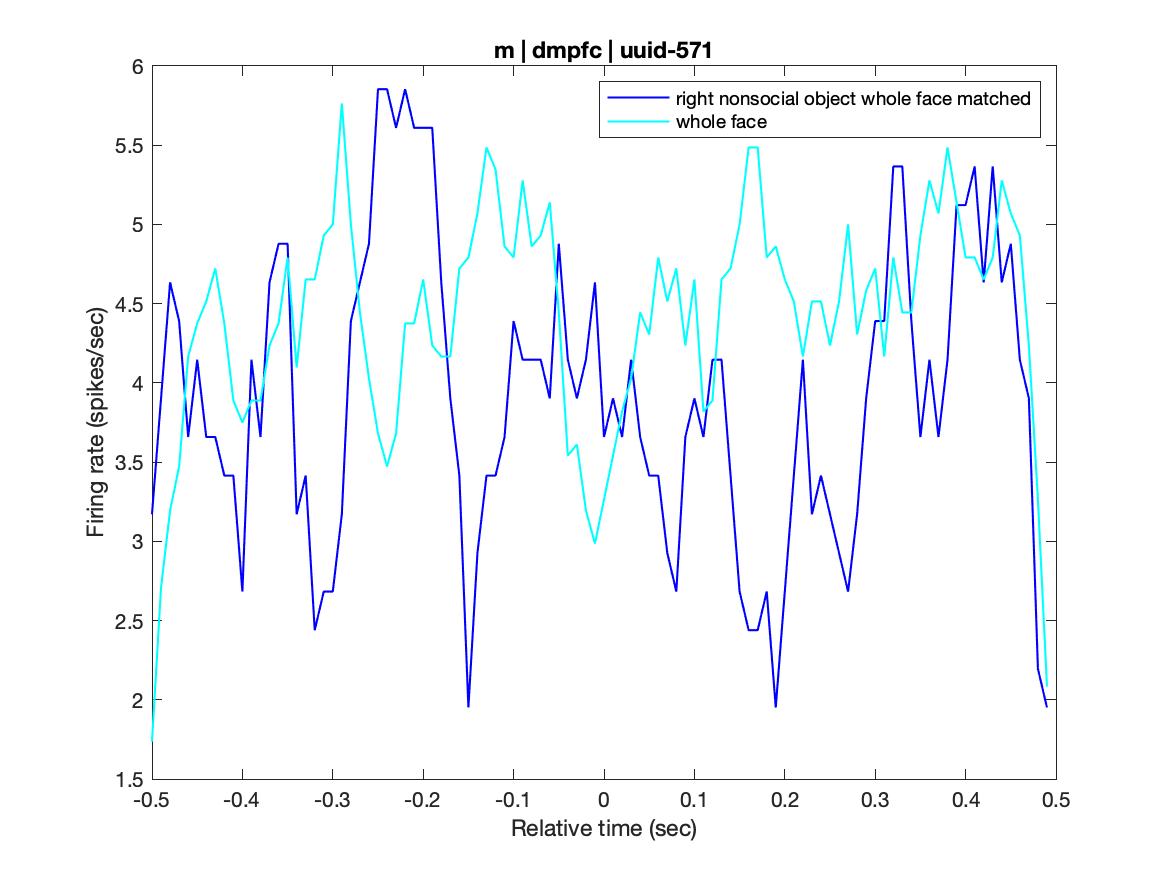 m | dmpfc | uuid-571
right nonsocial object whole face matched
whole face
6
5.5
5
4.5
4
3.5
3
2.5
2
1.5
Firing rate (spikes/sec)
-0.5 -0.4 -0.3 -0.2 -0.1 0 0.1 0.2 0.3 0.4 0.5
Relative time (sec)